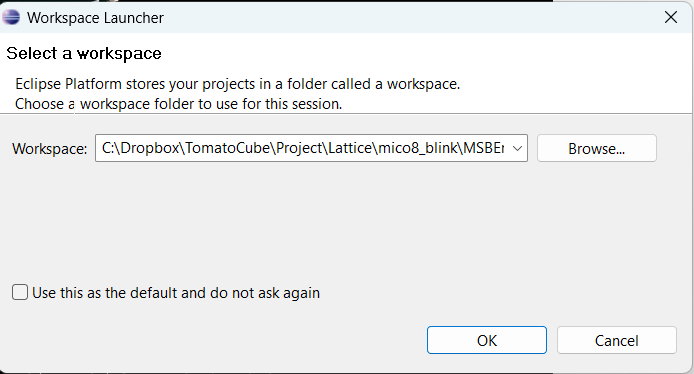 Workspace Launcher
Select a workspace
Eclipse Platform stores your projects in a folder called a workspace.
Choose a workspace folder to use for this session.
Workspace: C:\Dropbox\TomatoCube\Project\Lattice\mico8_blink\MSBEr Browse...
Use this as the default and do not ask again
OK Cancel